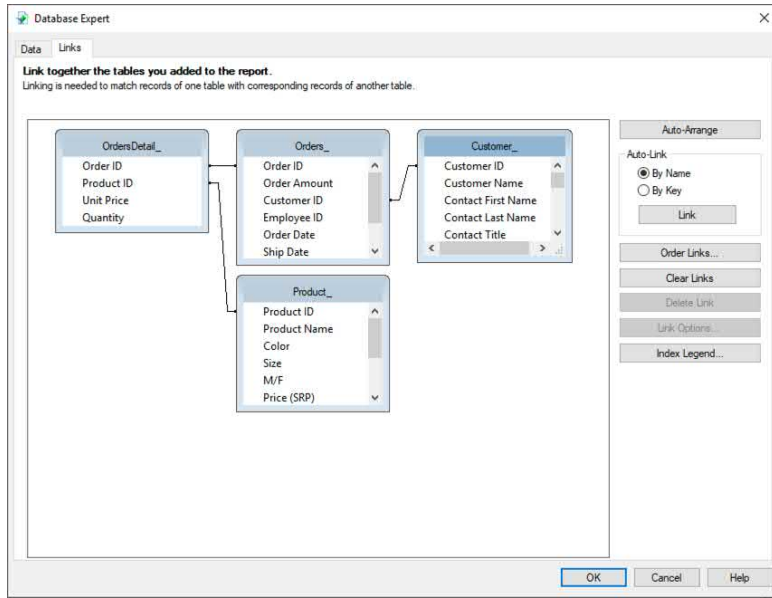 Database Expert
Data
Links
Link together the tables you added to the report.
Linking is needed to match records of one table with corresponding records of another table.
OrdersDetail_
Order ID
Product ID
Unit Price
Quantity
Orders_
Order ID
Order Amount
Customer ID
Employee ID
Order Date
Ship Date
Customer_
Customer ID
Customer Name
Contact First Name
Contact Last Name
Contact Title
Product_
Product ID
Product Name
Color
Size
M/F
Price (SRP)
Auto-Arrange
Auto-Link
By Name
By Key
Link
Order Links...
Clear Links
Delete Link
Link Options...
Index Legend...
OK
Cancel
Help